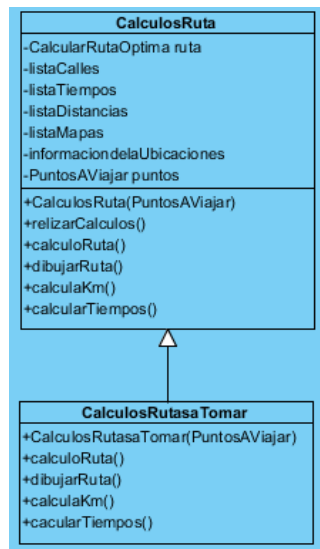 CalculosRuta
-CalcularRutaOptima ruta
-listaCalles
-listaTiempos
-listaDistancias
-listaMapas
-informaciondelaUbicaciones
-PuntosAViajar puntos
+CalculosRuta(PuntosAViajar)
+relizarCalculos()
+calculoRuta()
+dibujarRuta()
+calculaKm()
+calcularTiempos()
CalculosRutasaTomar
+CalculosRutasaTomar(PuntosAViajar)
+calculoRuta()
+dibujarRuta()
+calculaKm()
+cacularTiempos()